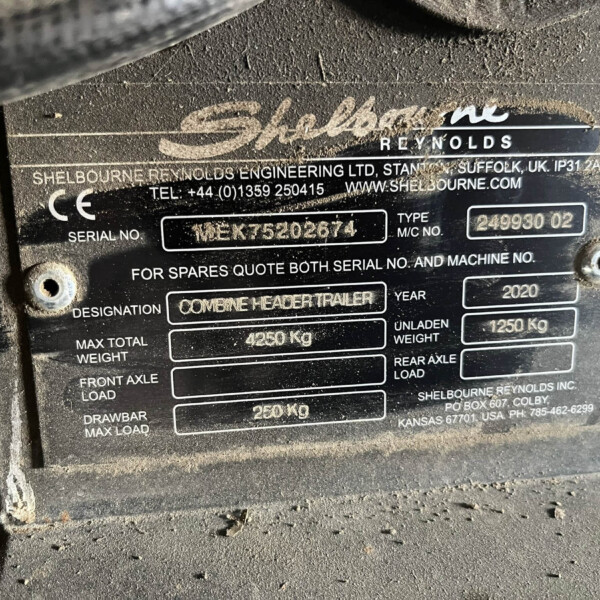 Shelbourne
REYNOLDS
SHELBOURNE REYNOLDS ENGINEERING LTD, STANTON, SUFFOLK, UK. IP31 2A
TEL. +44 (0)1359 250415 WWW.SHELBOURNE.COM
CE
SERIAL NO MEK75202674 TYPE M/C NO. 249930 02
FOR SPARES QUOTE BOTH SERIAL NO. AND MACHINE NO.
DESIGNATION COMBINE HEADER TRAILER YEAR 2020
MAX TOTAL WEIGHT 4250 Kg UNLADEN WEIGHT 1250 Kg
FRONT AXLE LOAD REAR AXLE LOAD
DRAWBAR MAX LOAD 250 Kg
SHELBOURNE REYNOLDS INC.
PO BOX 607, COLBY,
KANSAS 67701. USA. PH: 785-462-6299